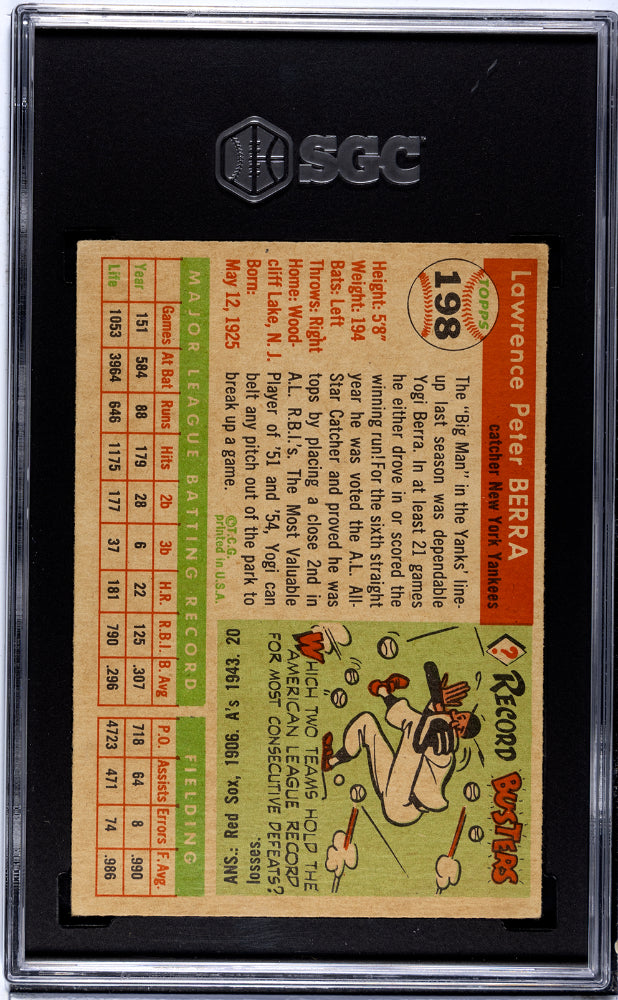 SGC
TOPPS
198
Lawrence Peter BERRA
catcher New York Yankees
Height: 5'8"
Weight: 194
Bats: Left
Throws: Right
Home: Wood-
cliff Lake, N. J.
Born:
May 12, 1925
The "Big Man" in the Yanks' line-
up last season was dependable
Yogi Berra. In at least 21 games
he either drove in or scored the
winning run! For the sixth straight
year he was voted the A.L. All-
Star Catcher and proved he was
tops by placing a close 2nd in
A.L. R.B.I.'s. The Most Valuable
Player of '51 and '54, Yogi can
belt any pitch out of the park to
break up a game.
©T.C.G.
printed in U.S.A.
?
RECORD BUSTERS
WHICH TWO TEAMS HOLD THE
AMERICAN LEAGUE RECORD
FOR MOST CONSECUTIVE DEFEATS?
ANS.: Red Sox, 1906. A's 1943. 20
losses.
MAJOR LEAGUE BATTING RECORD FIELDING
Games At Bat Runs Hits 2b 3b H.R. R.B.I. B. Avg P.O. Assists Errors F. Avg.
Year 151 584 88 179 28 6 22 125 .307 718 64 8 .990
Life 1053 3964 646 1175 177 37 181 790 .296 4723 471 74 .986